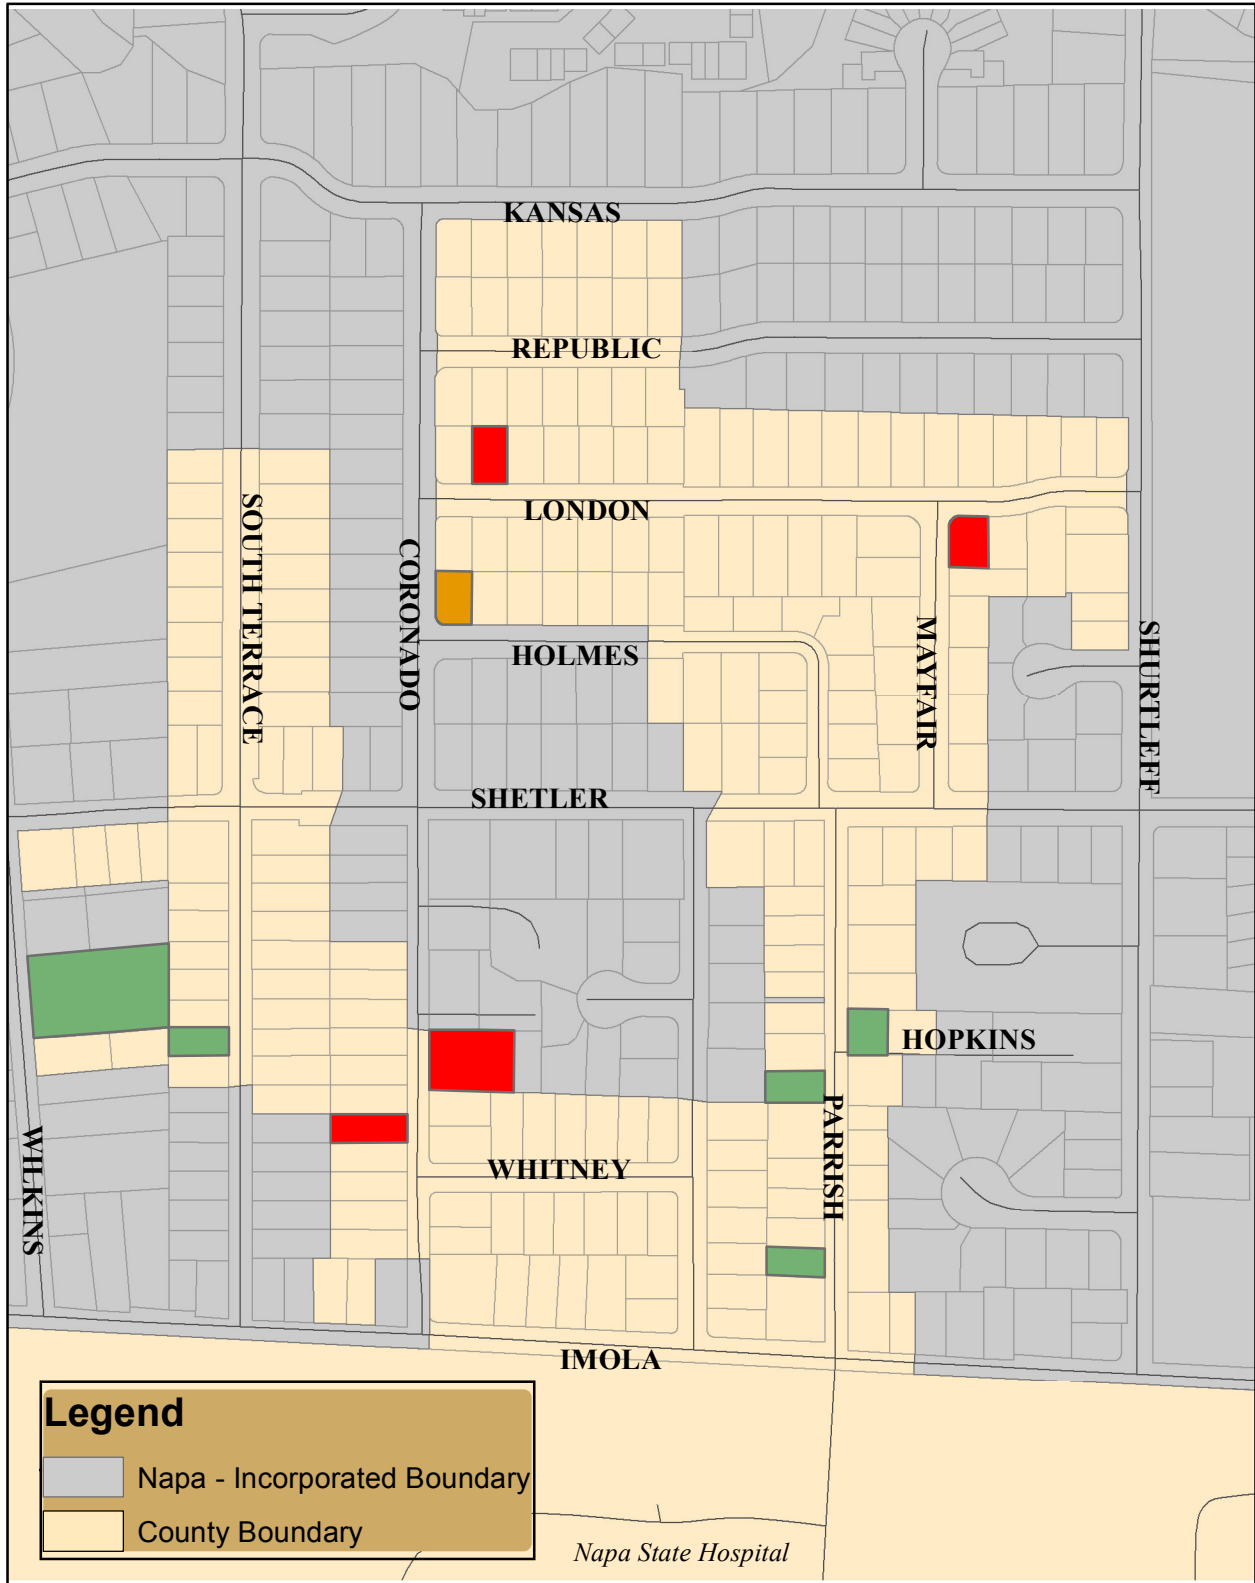 KANSAS
REPUBLIC
LONDON
SOUTH TERRACE
CORONADO
HOLMES
MAYFAIR
SHURTLEFF
SHETLER
HOPKINS
PARRISH
WILKINS
WHITNEY
IMOLA
Legend
Napa - Incorporated Boundary
County Boundary
Napa State Hospital